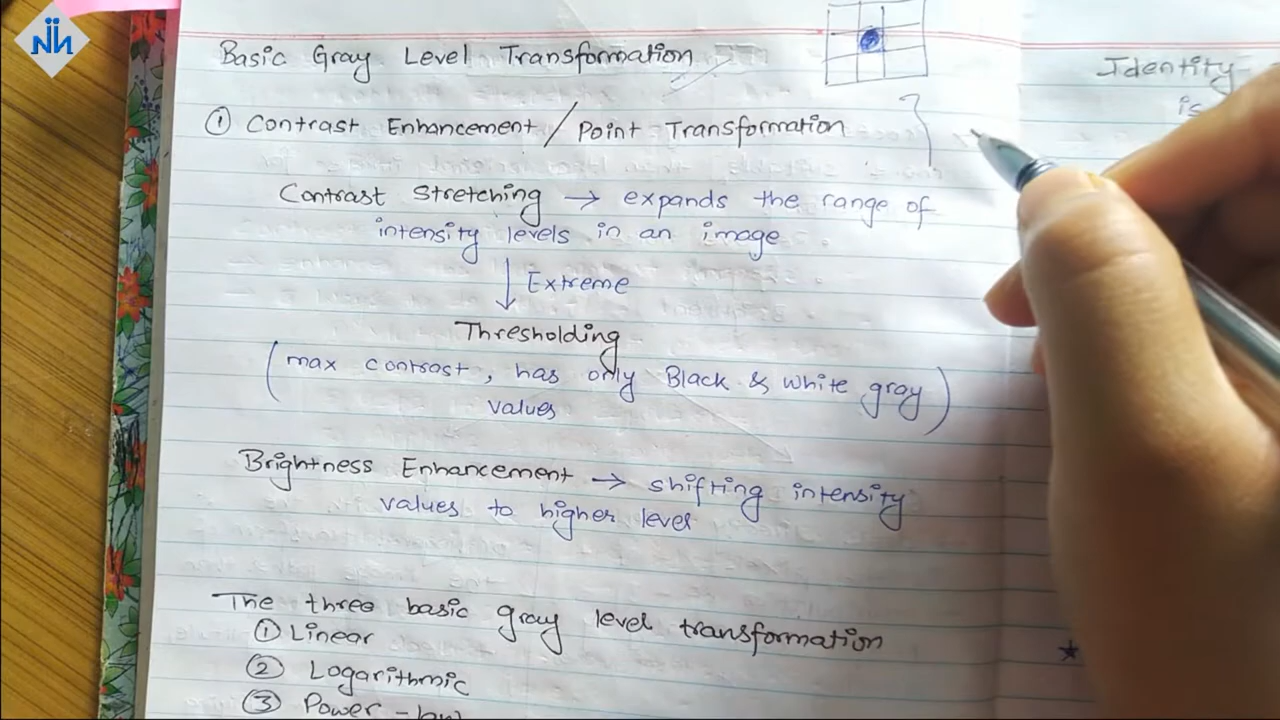 Basic Gray Level Transformation
① Contrast Enhancement / Point Transformation
Contrast Stretching → expands the range of
intensity levels in an image
↓ Extreme
Thresholding
(max contrast, has only Black & white gray)
values
Brightness Enhancement → shifting intensity
values to higher level
The three basic gray level transformation
① Linear
② Logarithmic
③ Power - law
Identity
is